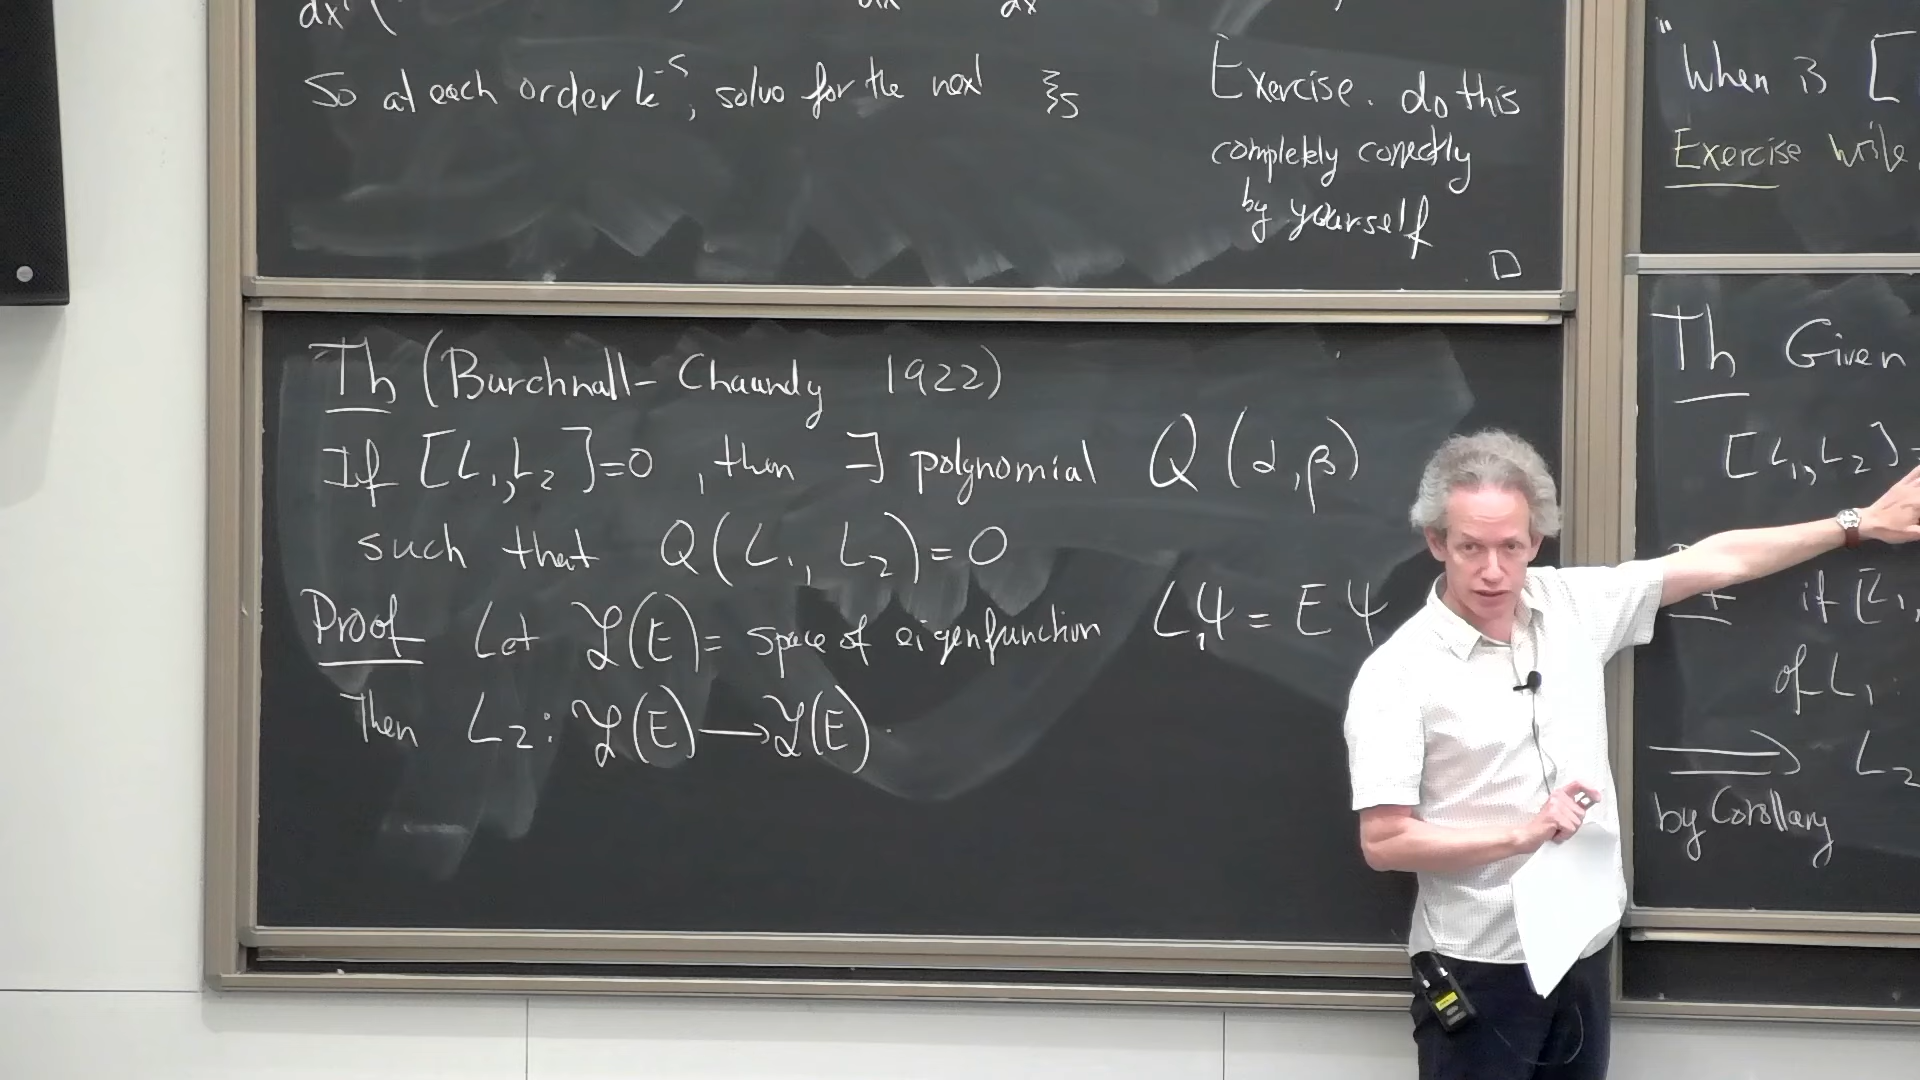 So at each order k^-s, solve for the next ξ_s
Exercise. do this
completely correctly
by yourself
□
Th (Burchnall-Chaundy 1922)
If [L₁, L₂]=0, then ∃ polynomial Q(α,β)
such that Q(L₁, L₂)=0
Proof Let ℒ(E)= space of eigenfunction L₁ψ = Eψ
Then L₂: ℒ(E)⟶ℒ(E).
"When is [
Exercise write
Th Given
[L₁, L₂]=
if [L₁,
of L₁
⟹ L₂
by Corollary